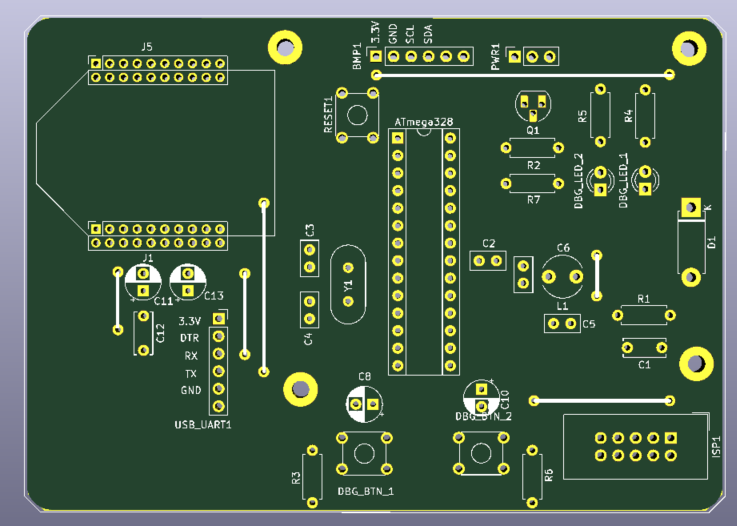 J5
BMP1
3.3V
GND
SCL
SDA
PWR1
RESET1
ATmega328
Q1
R5
R4
R2
DBG_LED_2
DBG_LED_1
R7
K
D1
J1
C3
C2
C6
Y1
C11
C13
L1
R1
C12
3.3V
DTR
RX
TX
GND
USB_UART1
C4
C5
C1
C8
+
+
+
+
C10
DBG_BTN_2
ISP1
R3
DBG_BTN_1
R6